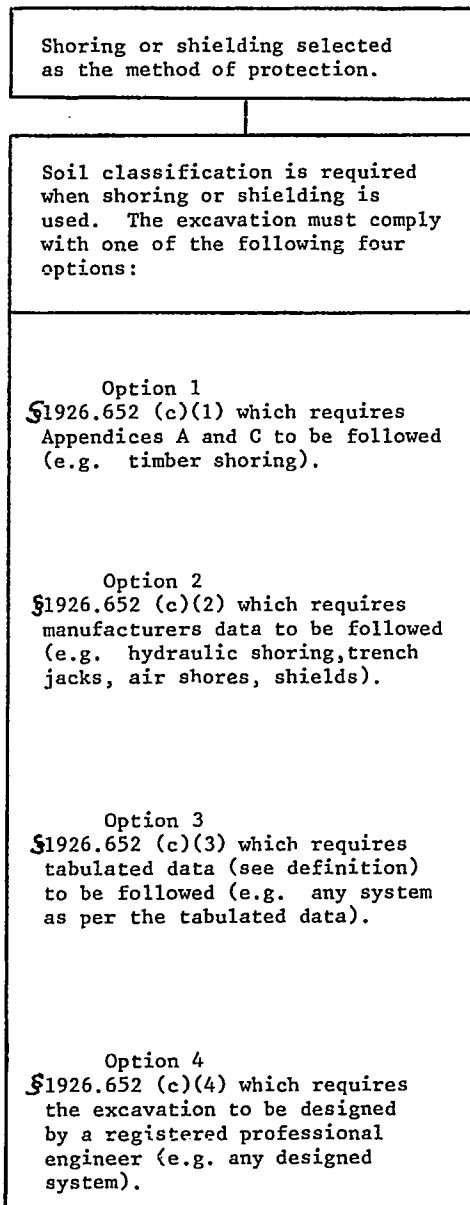 Shoring or shielding selected
as the method of protection.
Soil classification is required
when shoring or shielding is
used. The excavation must comply
with one of the following four
options:
Option 1
§1926.652 (c)(1) which requires
Appendices A and C to be followed
(e.g. timber shoring).
Option 2
§1926.652 (c)(2) which requires
manufacturers data to be followed
(e.g. hydraulic shoring,trench
jacks, air shores, shields).
Option 3
§1926.652 (c)(3) which requires
tabulated data (see definition)
to be followed (e.g. any system
as per the tabulated data).
Option 4
§1926.652 (c)(4) which requires
the excavation to be designed
by a registered professional
engineer (e.g. any designed
system).